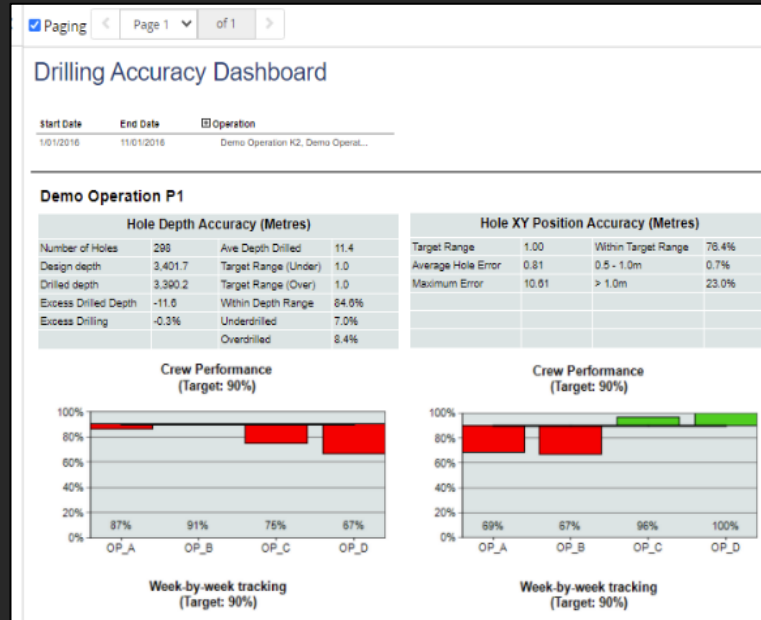 Paging Page 1 of 1
Drilling Accuracy Dashboard
Start Date End Date Operation
1/01/2016 11/01/2016 Demo Operation K2, Demo Operat...
Demo Operation P1
Hole Depth Accuracy (Metres)
Number of Holes 298 Ave Depth Drilled 11.4
Design depth 3,401.7 Target Range (Under) 1.0
Drilled depth 3,390.2 Target Range (Over) 1.0
Excess Drilled Depth -11.6 Within Depth Range 84.6%
Excess Drilling -0.3% Underdrilled 7.0%
Overdrilled 8.4%
Hole XY Position Accuracy (Metres)
Target Range 1.00 Within Target Range 76.4%
Average Hole Error 0.81 0.5 - 1.0m 0.7%
Maximum Error 10.61 > 1.0m 23.0%
Crew Performance
(Target: 90%)
100%
80%
60%
40%
20%
0%
87% 91% 75% 67%
OP_A OP_B OP_C OP_D
Week-by-week tracking
(Target: 90%)
Crew Performance
(Target: 90%)
100%
80%
60%
40%
20%
0%
69% 67% 96% 100%
OP_A OP_B OP_C OP_D
Week-by-week tracking
(Target: 90%)